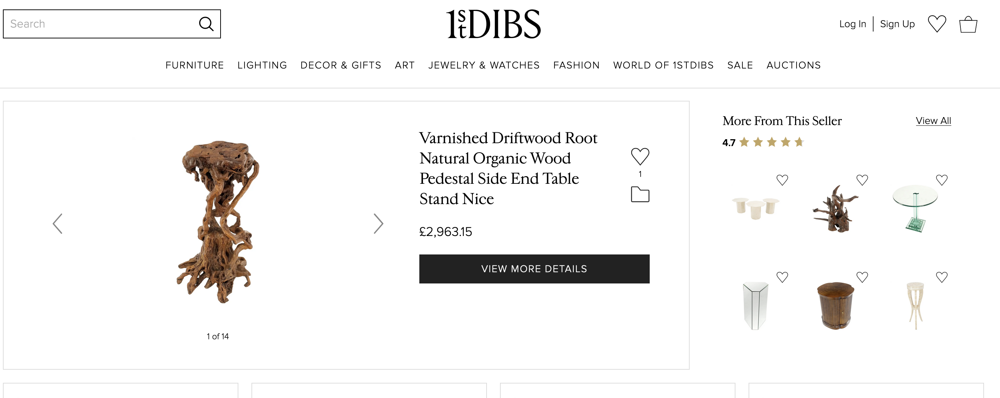 Search
1stDIBS
Log In
Sign Up
FURNITURE LIGHTING DECOR & GIFTS ART JEWELRY & WATCHES FASHION WORLD OF 1STDIBS SALE AUCTIONS
Varnished Driftwood Root
Natural Organic Wood
Pedestal Side End Table
Stand Nice
1
£2,963.15
VIEW MORE DETAILS
1 of 14
More From This Seller
View All
4.7